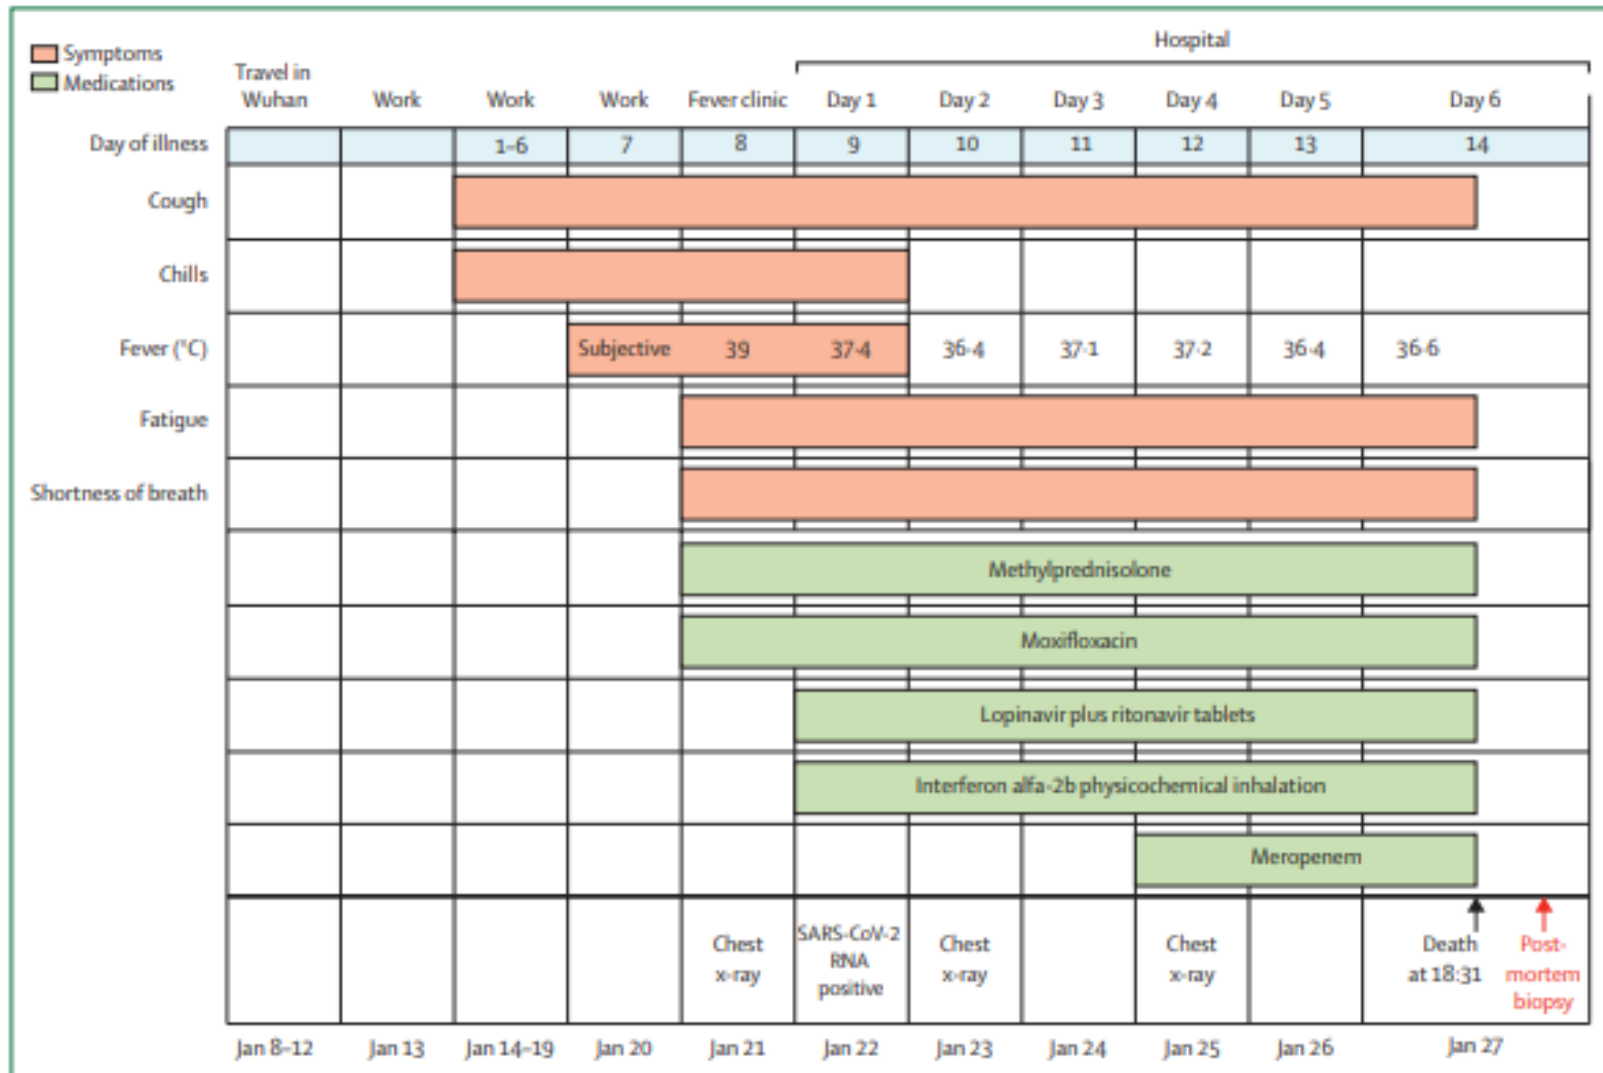 Symptoms
Medications
Hospital
Travel in
Wuhan Work Work Work Fever clinic Day 1 Day 2 Day 3 Day 4 Day 5 Day 6
Day of illness 1–6 7 8 9 10 11 12 13 14
Cough
Chills
Fever (°C) Subjective 39 37·4 36·4 37·1 37·2 36·4 36·6
Fatigue
Shortness of breath
Methylprednisolone
Moxifloxacin
Lopinavir plus ritonavir tablets
Interferon alfa-2b physicochemical inhalation
Meropenem
Chest
x-ray
SARS-CoV-2
RNA
positive
Chest
x-ray
Chest
x-ray
Death
at 18:31
Post-
mortem
biopsy
Jan 8–12 Jan 13 Jan 14–19 Jan 20 Jan 21 Jan 22 Jan 23 Jan 24 Jan 25 Jan 26 Jan 27